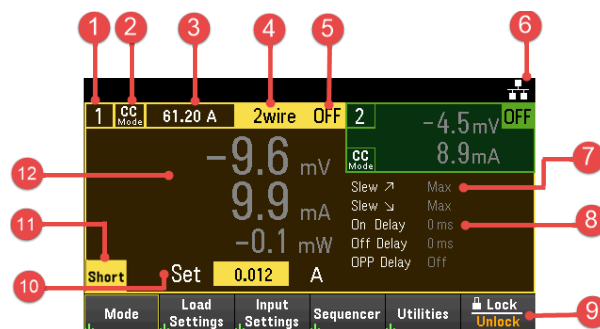 1 2 3 4 5 6
1 CC Mode 61.20 A 2wire OFF 2 -4.5mV OFF
CC Mode 8.9mA
12 -9.6 mV
9.9 mA
-0.1 mW
Slew ↗ Max 7
Slew ↘ Max
On Delay 0 ms 8
Off Delay 0 ms
OPP Delay Off
11 Short
10 Set 0.012 A
Mode
Load Settings
Input Settings
Sequencer
Utilities
Lock
Unlock
9